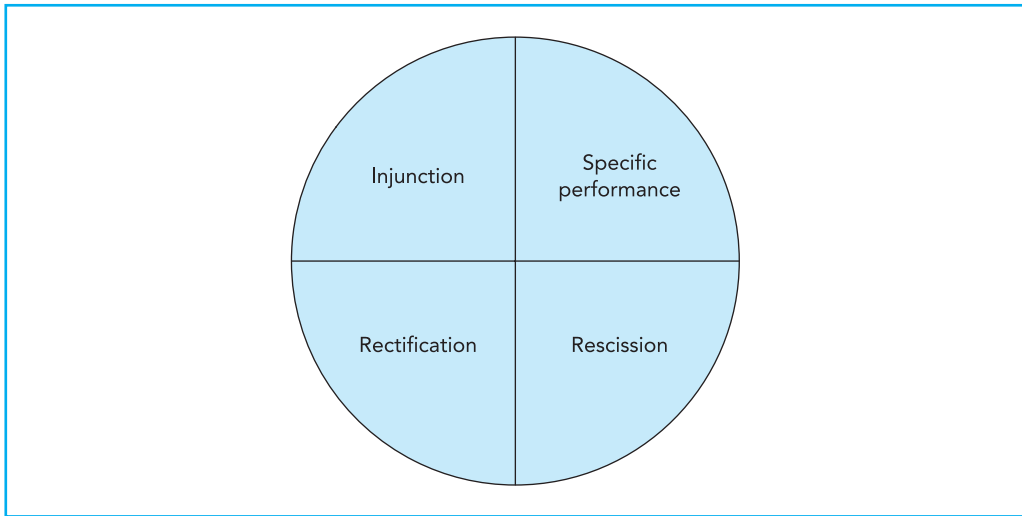 Injunction
Specific
performance
Rectification
Rescission